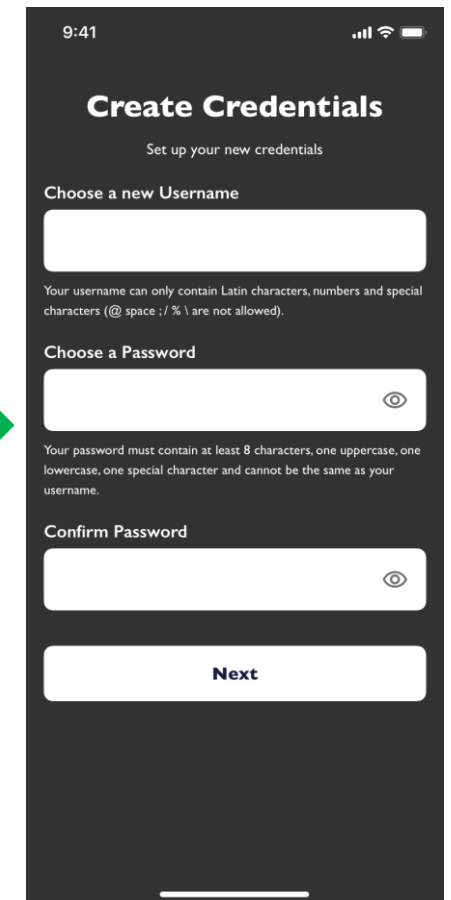 9:41
Create Credentials
Set up your new credentials
Choose a new Username
Your username can only contain Latin characters, numbers and special
characters (@ space ; / % \ are not allowed).
Choose a Password
Your password must contain at least 8 characters, one uppercase, one
lowercase, one special character and cannot be the same as your
username.
Confirm Password
Next